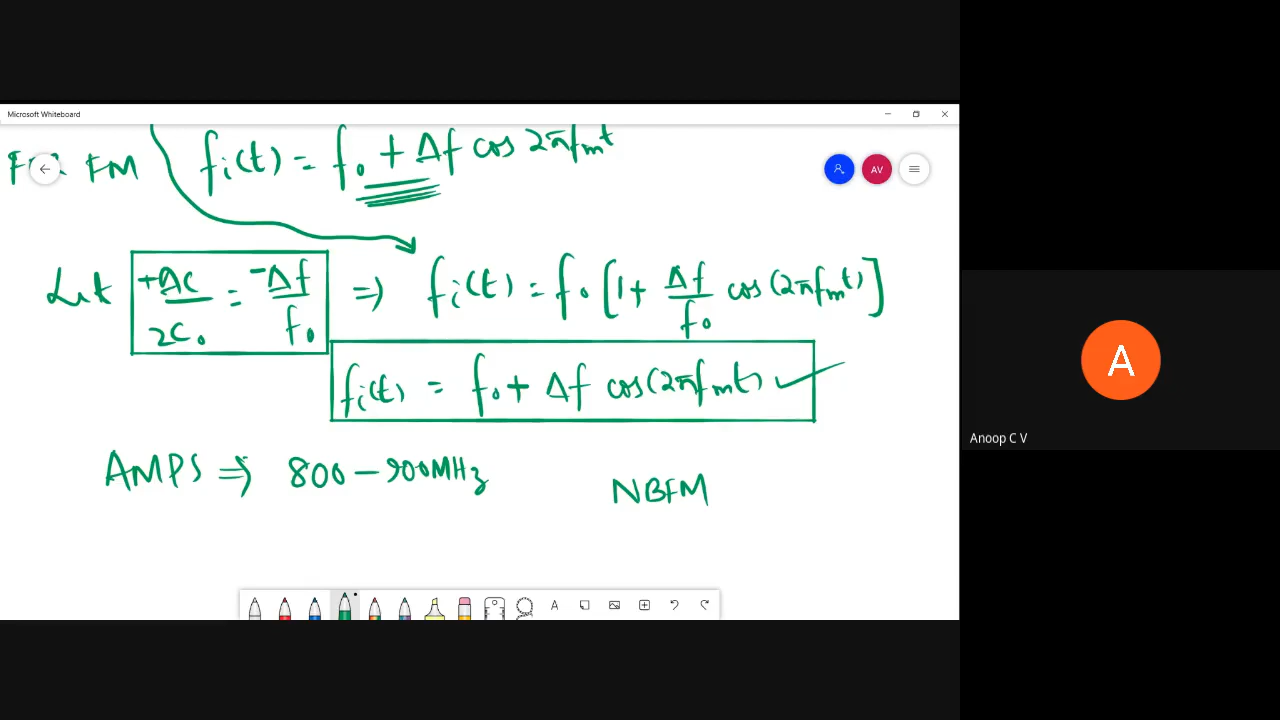 Microsoft Whiteboard
For FM fᵢ(t) = f₀ + Δf cos 2πfₘt
AV
Let +ΔC/2C₀ = -Δf/f₀ ⇒ fᵢ(t) = f₀ [1 + Δf/f₀ cos(2πfₘt)]
fᵢ(t) = f₀ + Δf cos(2πfₘt) ✓
A
Anoop C V
AMPS ⇒ 800 – 900MHz
NBFM